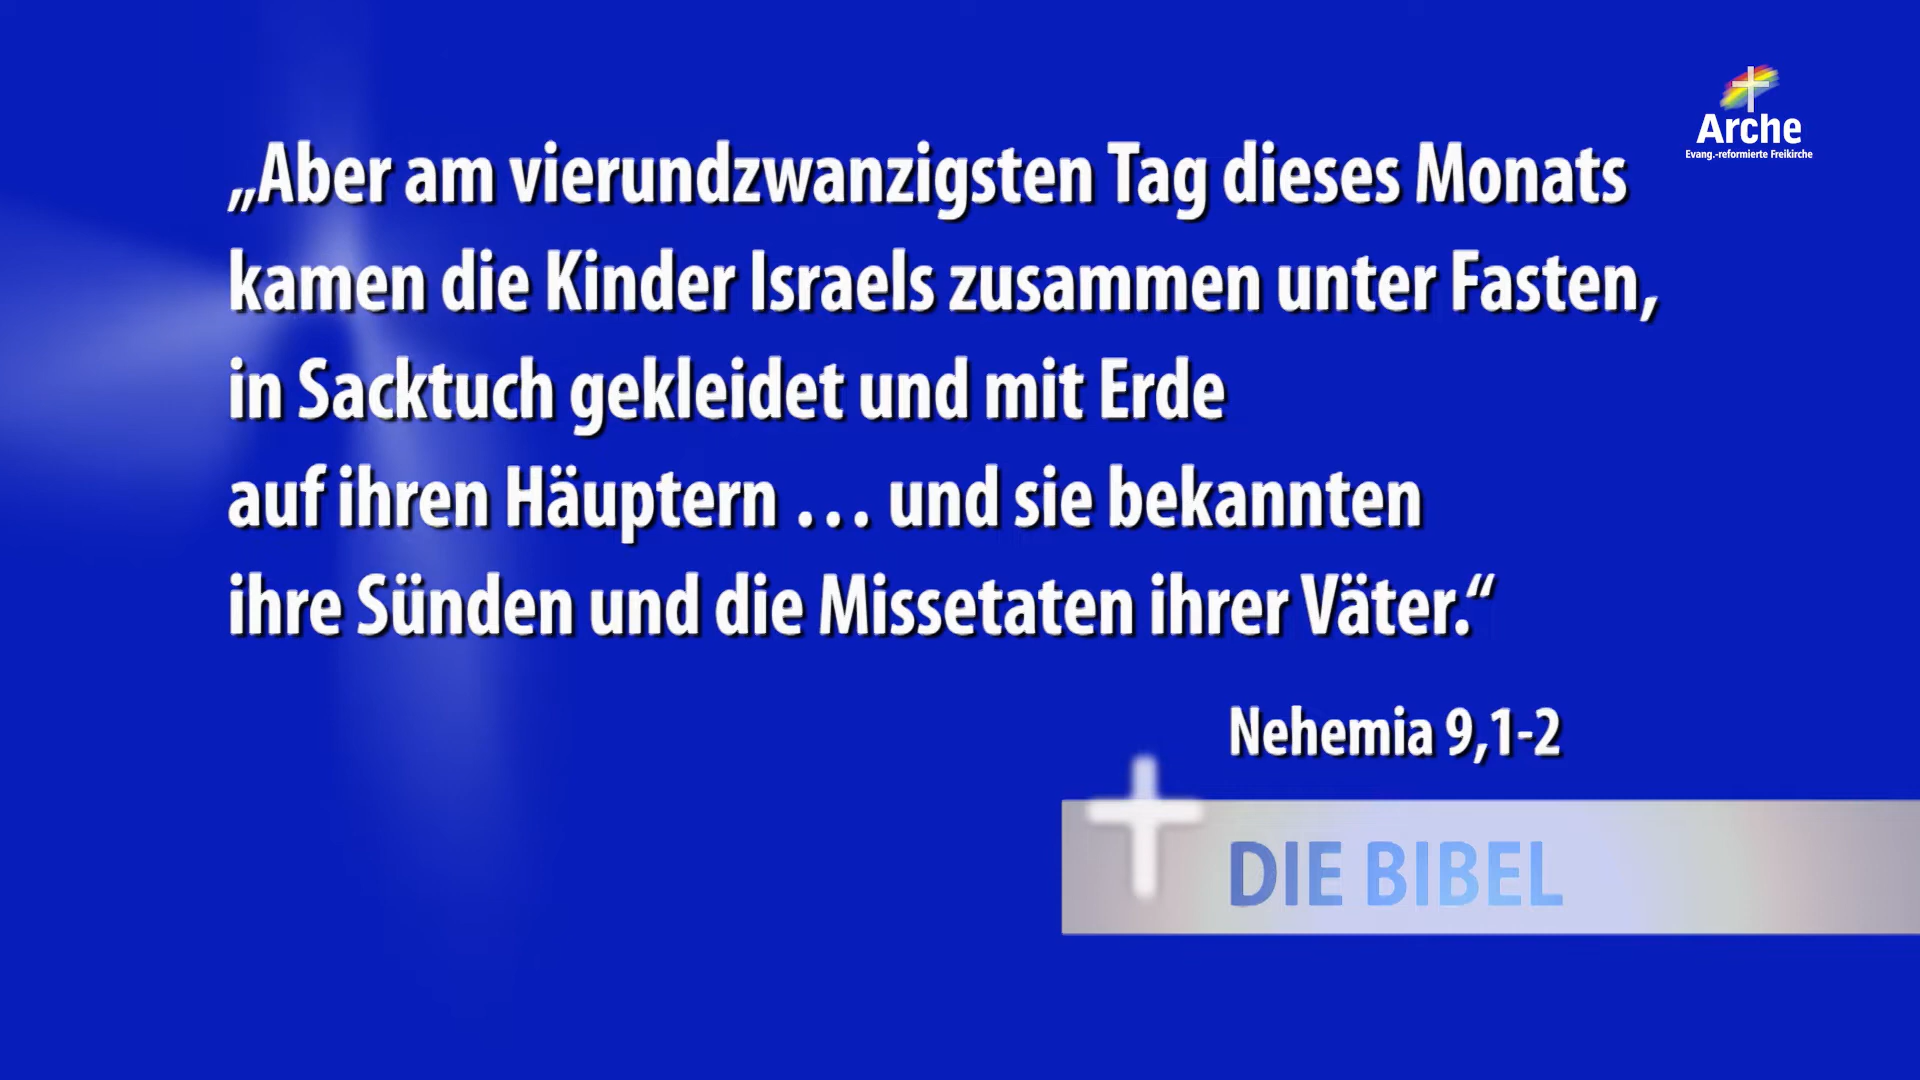 Arche
Evang.-reformierte Freikirche
„Aber am vierundzwanzigsten Tag dieses Monats
kamen die Kinder Israels zusammen unter Fasten,
in Sacktuch gekleidet und mit Erde
auf ihren Häuptern … und sie bekannten
ihre Sünden und die Missetaten ihrer Väter.“
Nehemia 9,1-2
DIE BIBEL